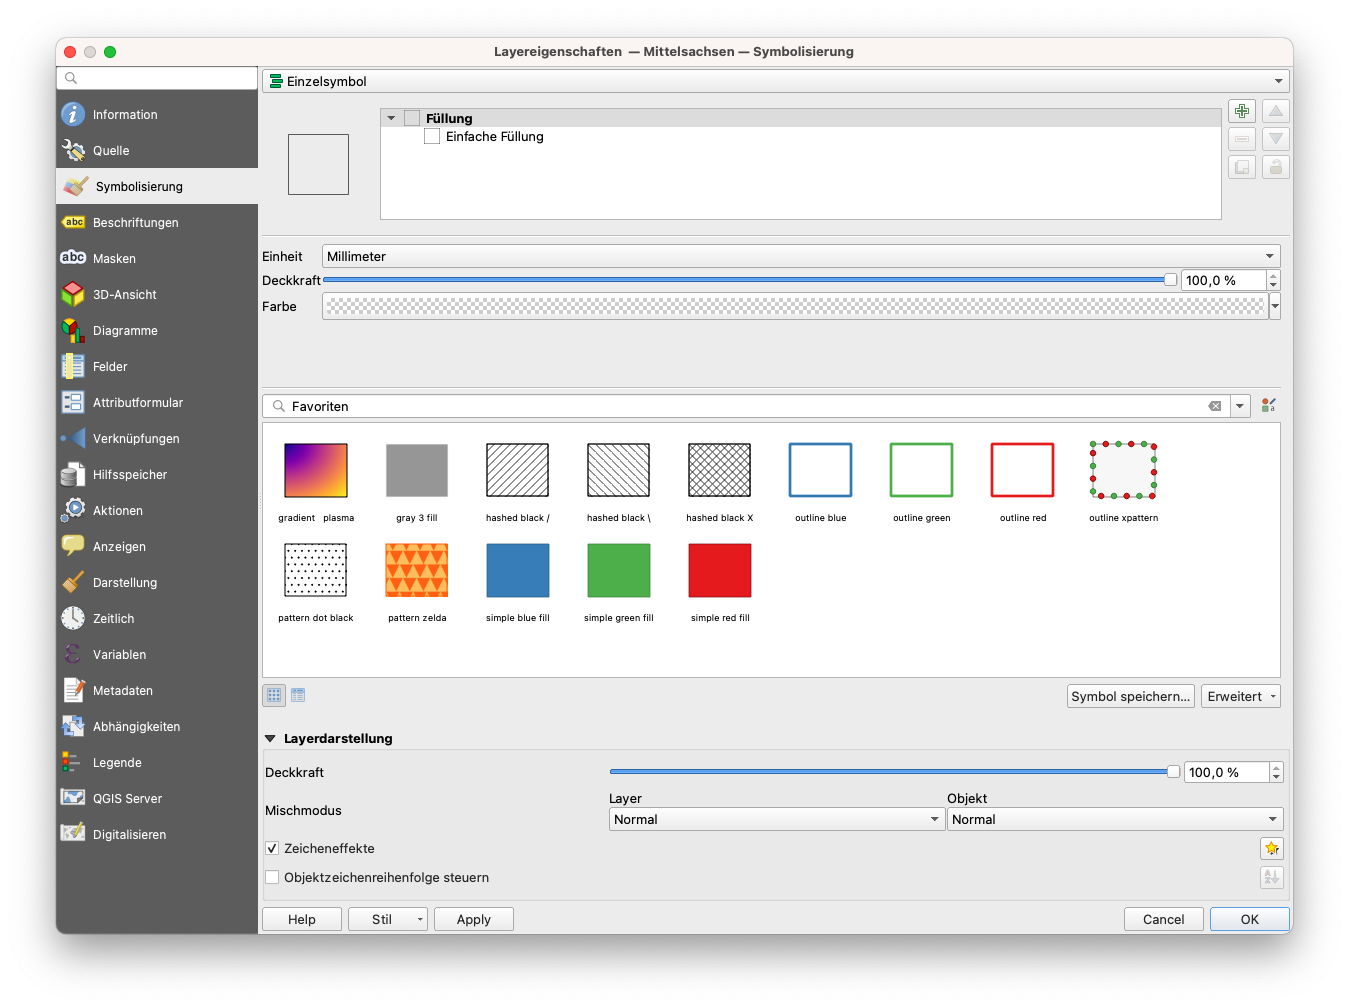 Layereigenschaften — Mittelsachsen — Symbolisierung
Information
Quelle
Symbolisierung
Beschriftungen
Masken
3D-Ansicht
Diagramme
Felder
Attributformular
Verknüpfungen
Hilfsspeicher
Aktionen
Anzeigen
Darstellung
Zeitlich
Variablen
Metadaten
Abhängigkeiten
Legende
QGIS Server
Digitalisieren
abc
abc
Einzelsymbol
Füllung
Einfache Füllung
Einheit Millimeter
Deckkraft 100,0 %
Farbe
Favoriten
gradient plasma gray 3 fill hashed black / hashed black \ hashed black X outline blue outline green outline red outline xpattern
pattern dot black pattern zelda simple blue fill simple green fill simple red fill
Symbol speichern... Erweitert
Layerdarstellung
Deckkraft 100,0 %
Layer Objekt
Mischmodus Normal Normal
Zeicheneffekte
Objektzeichenreihenfolge steuern
Help Stil Apply Cancel OK